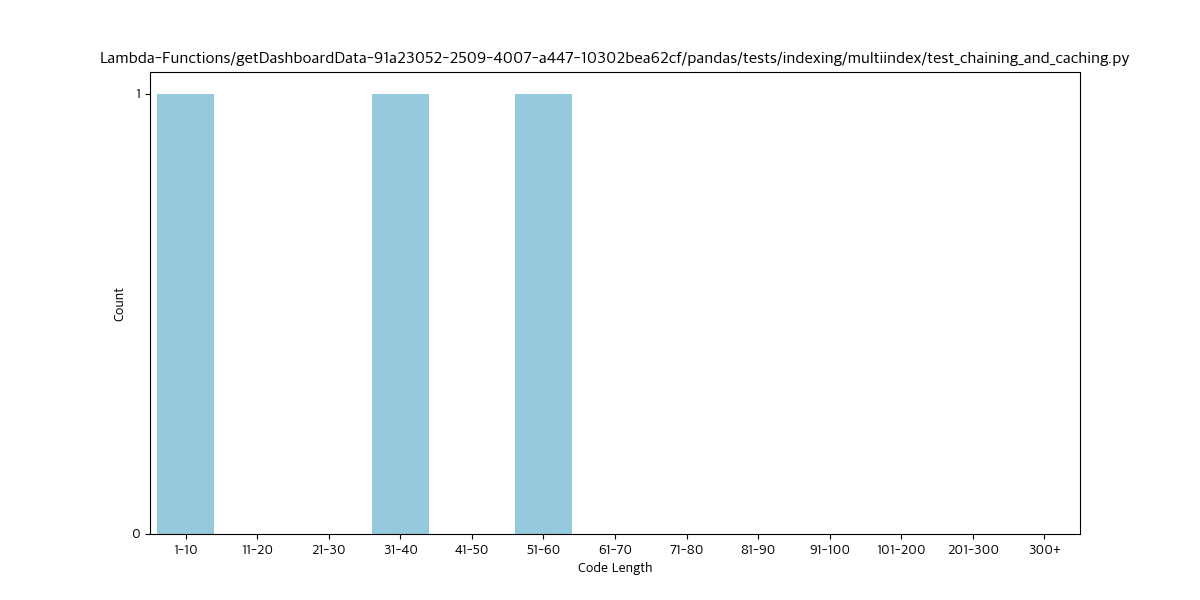 Lambda-Functions/getDashboardData-91a23052-2509-4007-a447-10302bea62cf/pandas/tests/indexing/multiindex/test_chaining_and_caching.py
1
Count
0
1-10 11-20 21-30 31-40 41-50 51-60 61-70 71-80 81-90 91-100 101-200 201-300 300+
Code Length